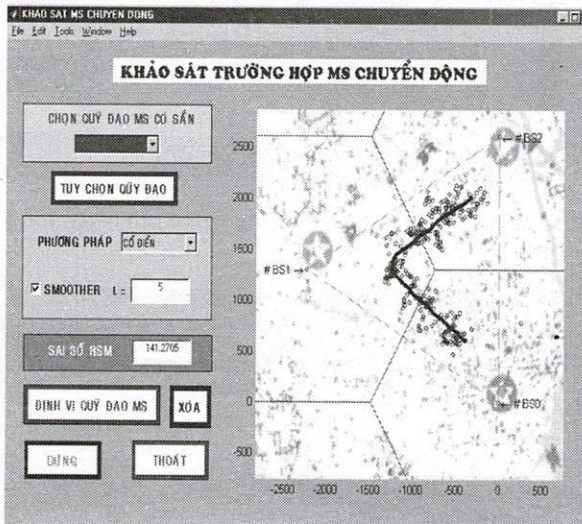 KHAO SAT MS CHUYEN DONG
File Edit Tools Window Help
KHẢO SÁT TRƯỜNG HỢP MS CHUYỂN ĐỘNG
CHỌN QUỸ ĐẠO MS CÓ SẴN
TUY CHON QŨY ĐẠO
PHƯƠNG PHÁP
CỔ ĐIỂN
SMOOTHER L =
5
SAI SỐ RSM
141.2705
ĐỊNH VỊ QUỸ ĐẠO MS
XÓA
DỪNG
THOÁT
2500
2000
1500
1000
500
0
-500
-2500
-2000
-1500
-1000
-500
0
500
#BS2
#BS1
#BS0